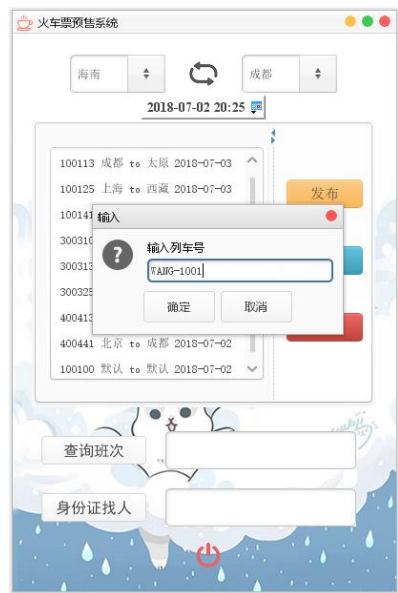 火车票预售系统
海南
成都
2018-07-02 20:25
100113 成都 to 太原 2018-07-03
100125 上海 to 西藏 2018-07-03
发布
100141
输入
300310
输入列车号
300313
WANG-1001
300325
确定
取消
400413
400441 北京 to 成都 2018-07-02
100100 默认 to 默认 2018-07-02
查询班次
身份证找人